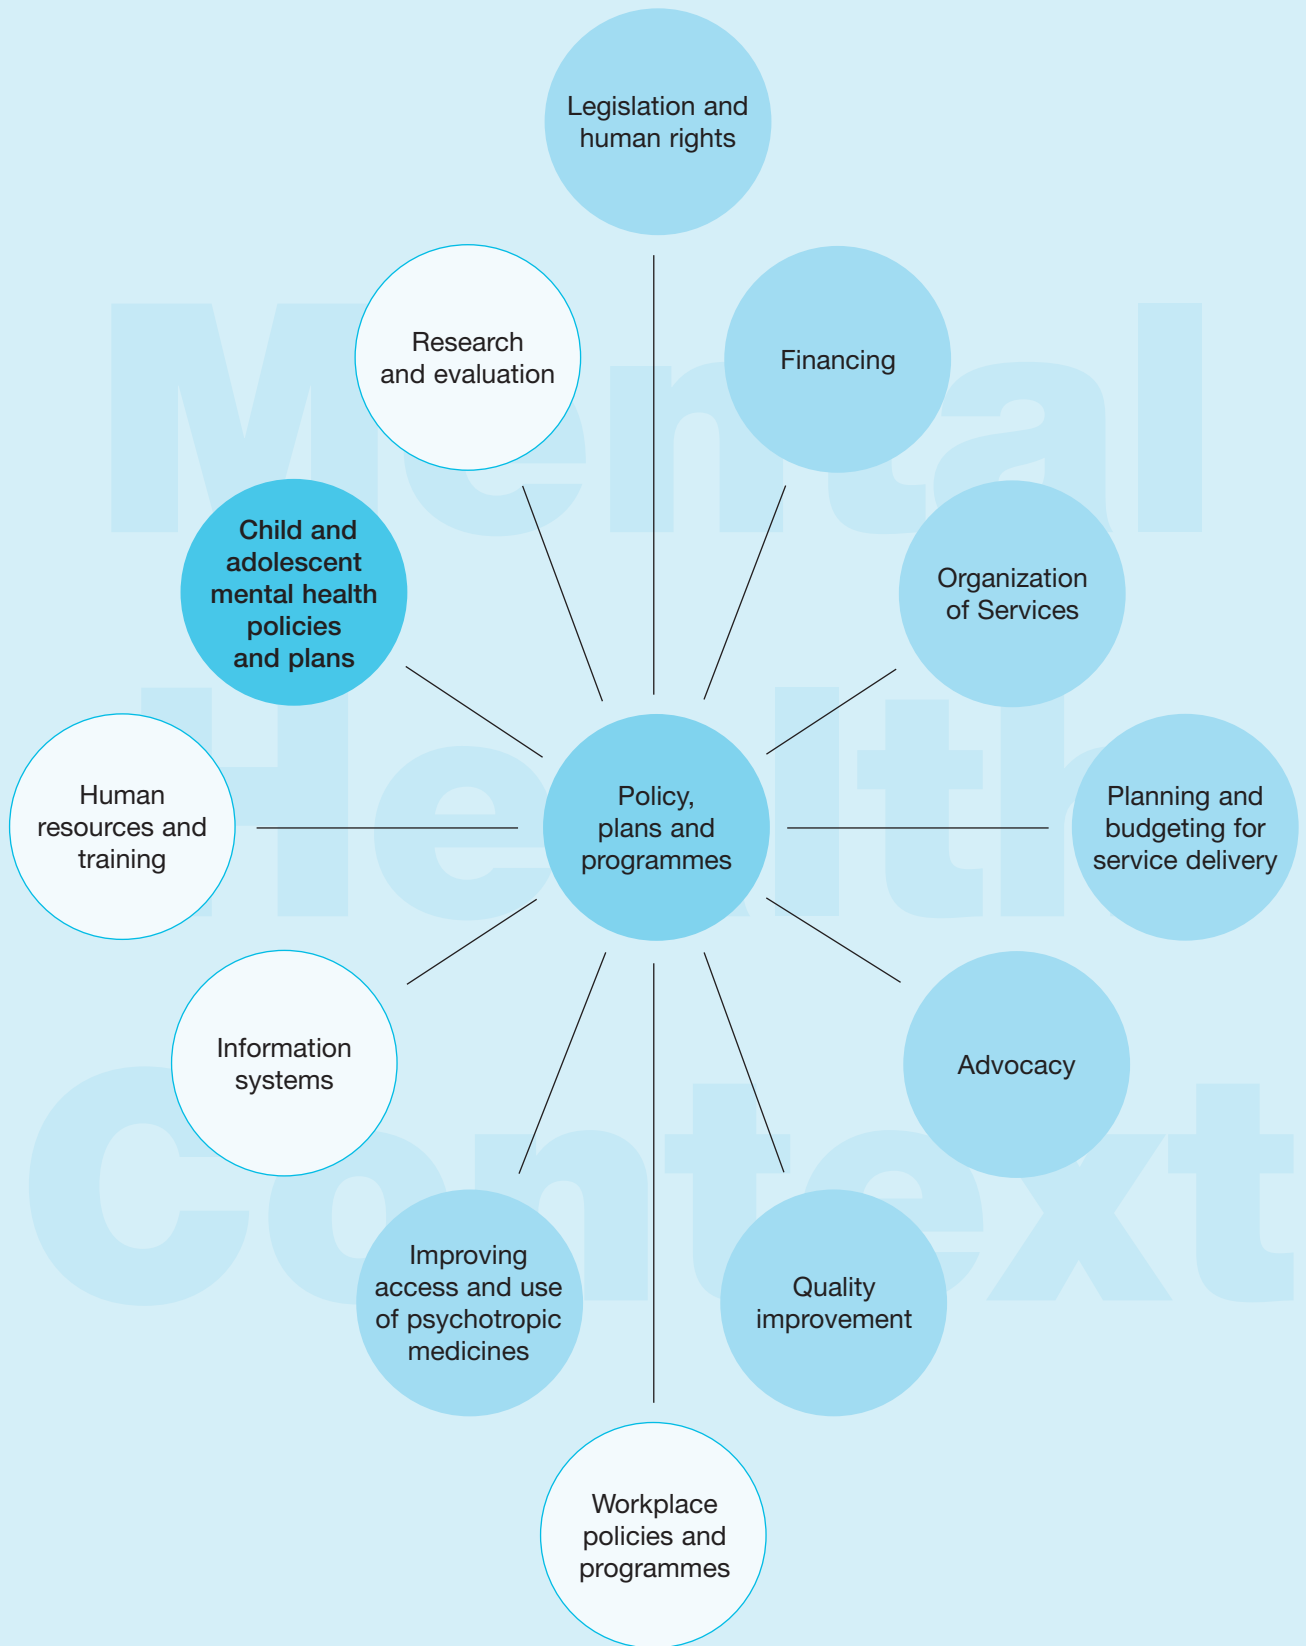 Mental
Health
Context
Legislation and
human rights
Research
and evaluation
Financing
Child and
adolescent
mental health
policies
and plans
Organization
of Services
Human
resources and
training
Policy,
plans and
programmes
Planning and
budgeting for
service delivery
Information
systems
Advocacy
Improving
access and use
of psychotropic
medicines
Quality
improvement
Workplace
policies and
programmes